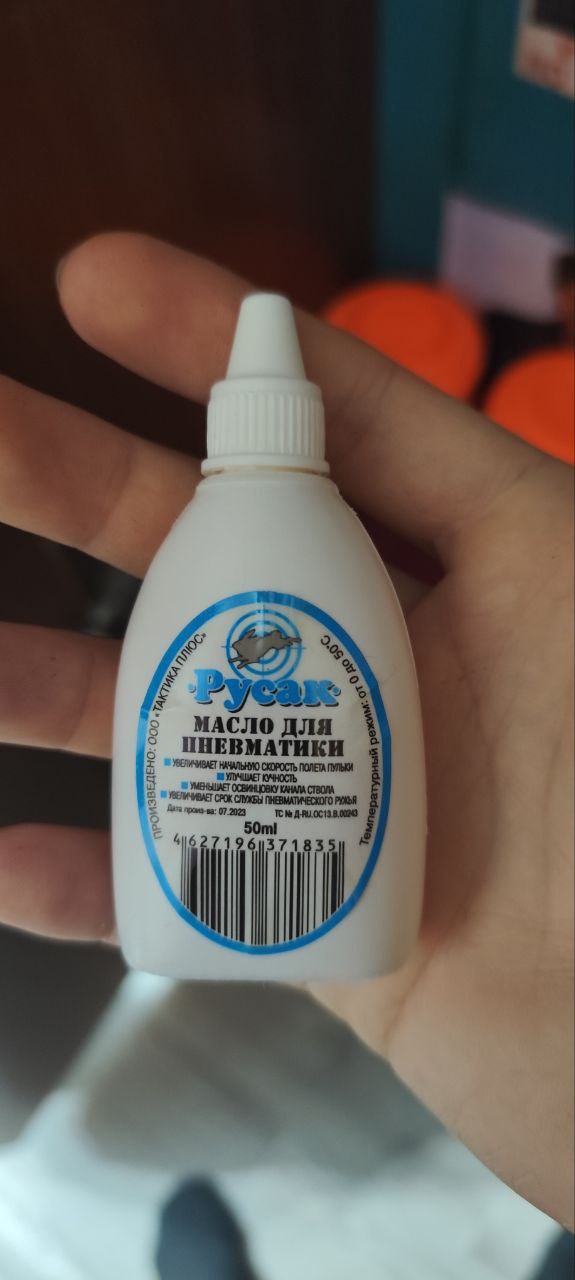 ·Русак·
МАСЛО ДЛЯ
ПНЕВМАТИКИ
УВЕЛИЧИВАЕТ НАЧАЛЬНУЮ СКОРОСТЬ ПОЛЕТА ПУЛЬКИ
УЛУЧШАЕТ КУЧНОСТЬ
УМЕНЬШАЕТ ОСВИНЦОВКУ КАНАЛА СТВОЛА
УВЕЛИЧИВАЕТ СРОК СЛУЖБЫ ПНЕВМАТИЧЕСКОГО РУЖЬЯ
Дата произ-ва: 07.2023 ТС № Д-RU.ОС13.В.00243
50ml
4 627196 371835
ПРОИЗВЕДЕНО: ООО «ТАКТИКА ПЛЮС»
Температурный режим: от 0 до 50°С